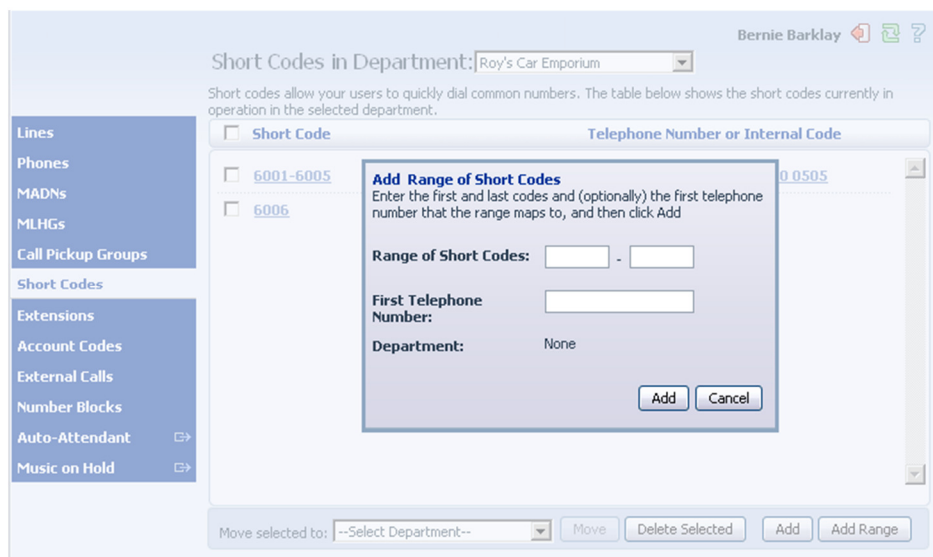 Bernie Barklay
Short Codes in Department: Roy's Car Emporium
Short codes allow your users to quickly dial common numbers. The table below shows the short codes currently in
operation in the selected department.
Lines
Phones
MADNs
MLHGs
Call Pickup Groups
Short Codes
Extensions
Account Codes
External Calls
Number Blocks
Auto-Attendant
Music on Hold
Short Code Telephone Number or Internal Code
6001-6005 0 0505
6006
Add Range of Short Codes
Enter the first and last codes and (optionally) the first telephone
number that the range maps to, and then click Add
Range of Short Codes: -
First Telephone
Number:
Department: None
Add Cancel
Move selected to: --Select Department-- Move Delete Selected Add Add Range